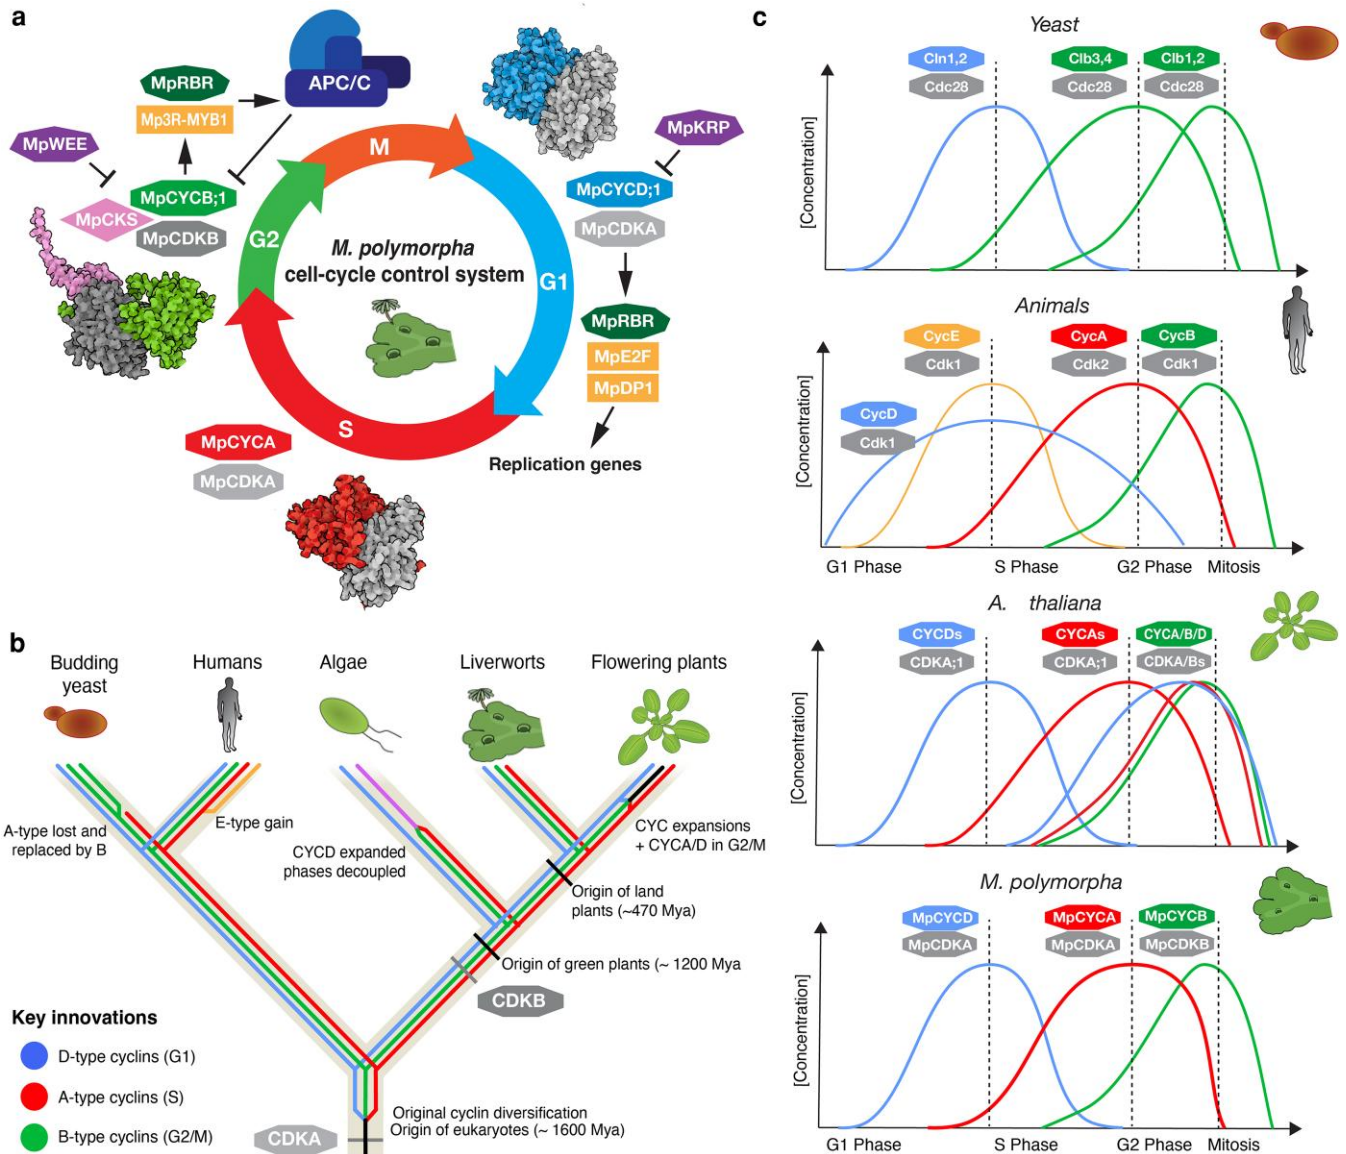 a
APC/C
MpRBR
Mp3R-MYB1
MpWEE
MpCYCB;1
MpCKS
MpCDKB
M
G2
G1
S
M. polymorpha
cell-cycle control system
MpKRP
MpCYCD;1
MpCDKA
MpRBR
MpE2F
MpDP1
Replication genes
MpCYCA
MpCDKA
b
Budding
yeast
Humans
Algae
Liverworts
Flowering plants
A-type lost and
replaced by B
E-type gain
CYCD expanded
phases decoupled
CYC expansions
+ CYCA/D in G2/M
Origin of land
plants (~470 Mya)
Origin of green plants (~ 1200 Mya
CDKB
Key innovations
D-type cyclins (G1)
A-type cyclins (S)
B-type cyclins (G2/M)
Original cyclin diversification
Origin of eukaryotes (~ 1600 Mya)
CDKA
c
Yeast
Cln1,2
Cdc28
Clb3,4
Cdc28
Clb1,2
Cdc28
[Concentration]
Animals
CycE
Cdk1
CycA
Cdk2
CycB
Cdk1
CycD
Cdk1
[Concentration]
G1 Phase
S Phase
G2 Phase
Mitosis
A. thaliana
CYCDs
CDKA;1
CYCAs
CDKA;1
CYCA/B/D
CDKA/Bs
[Concentration]
M. polymorpha
MpCYCD
MpCDKA
MpCYCA
MpCDKA
MpCYCB
MpCDKB
[Concentration]
G1 Phase
S Phase
G2 Phase
Mitosis